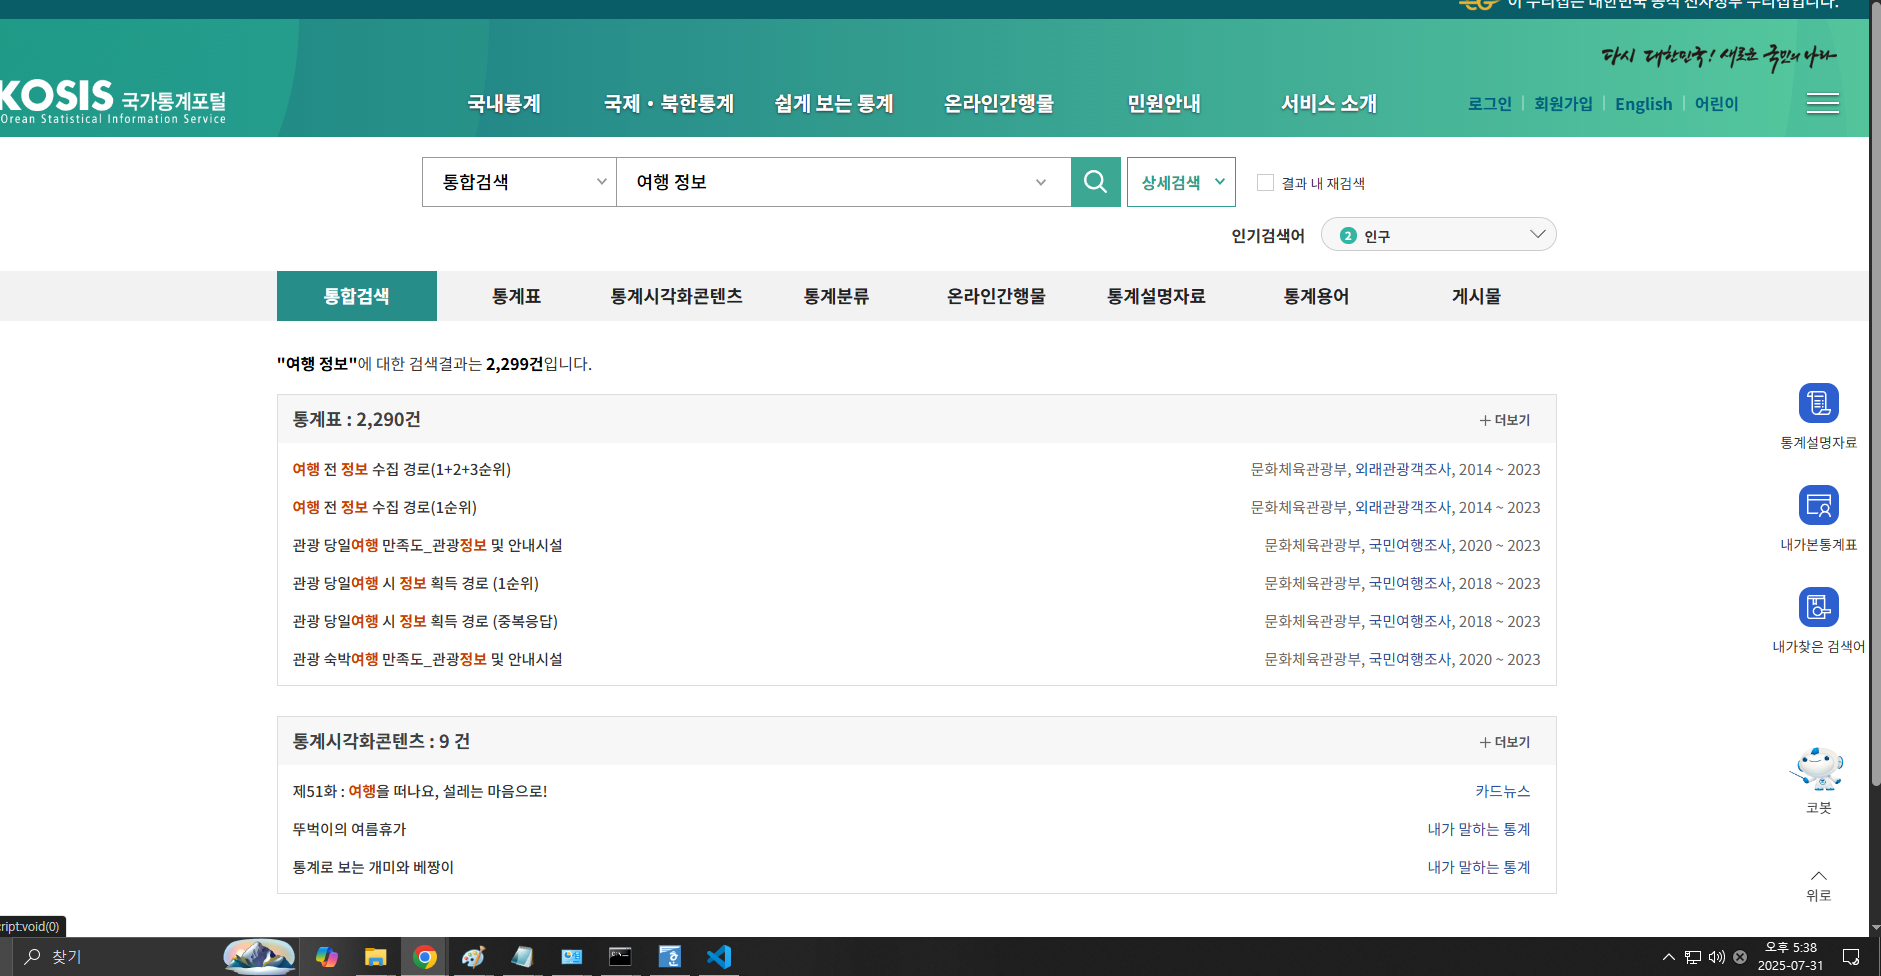 이 누리집은 대한민국 공식 전자정부 누리집입니다.
다시 대한민국! 새로운 국민의 나라
KOSIS 국가통계포털
Orean Statistical Information Service
국내통계 국제·북한통계 쉽게 보는 통계 온라인간행물 민원안내 서비스 소개
로그인 회원가입 English 어린이
통합검색 여행 정보 상세검색 결과 내 재검색
인기검색어 2 인구
통합검색 통계표 통계시각화콘텐츠 통계분류 온라인간행물 통계설명자료 통계용어 게시물
"여행 정보"에 대한 검색결과는 2,299건입니다.
통계표 : 2,290건 + 더보기
여행 전 정보 수집 경로(1+2+3순위) 문화체육관광부, 외래관광객조사, 2014 ~ 2023
여행 전 정보 수집 경로(1순위) 문화체육관광부, 외래관광객조사, 2014 ~ 2023
관광 당일여행 만족도_관광정보 및 안내시설 문화체육관광부, 국민여행조사, 2020 ~ 2023
관광 당일여행 시 정보 획득 경로 (1순위) 문화체육관광부, 국민여행조사, 2018 ~ 2023
관광 당일여행 시 정보 획득 경로 (중복응답) 문화체육관광부, 국민여행조사, 2018 ~ 2023
관광 숙박여행 만족도_관광정보 및 안내시설 문화체육관광부, 국민여행조사, 2020 ~ 2023
통계시각화콘텐츠 : 9 건 + 더보기
제51화 : 여행을 떠나요, 설레는 마음으로! 카드뉴스
뚜벅이의 여름휴가 내가 말하는 통계
통계로 보는 개미와 베짱이 내가 말하는 통계
통계설명자료
내가본통계표
내가찾은 검색어
코봇
위로
ript:void(0)
찾기
오후 5:38
2025-07-31